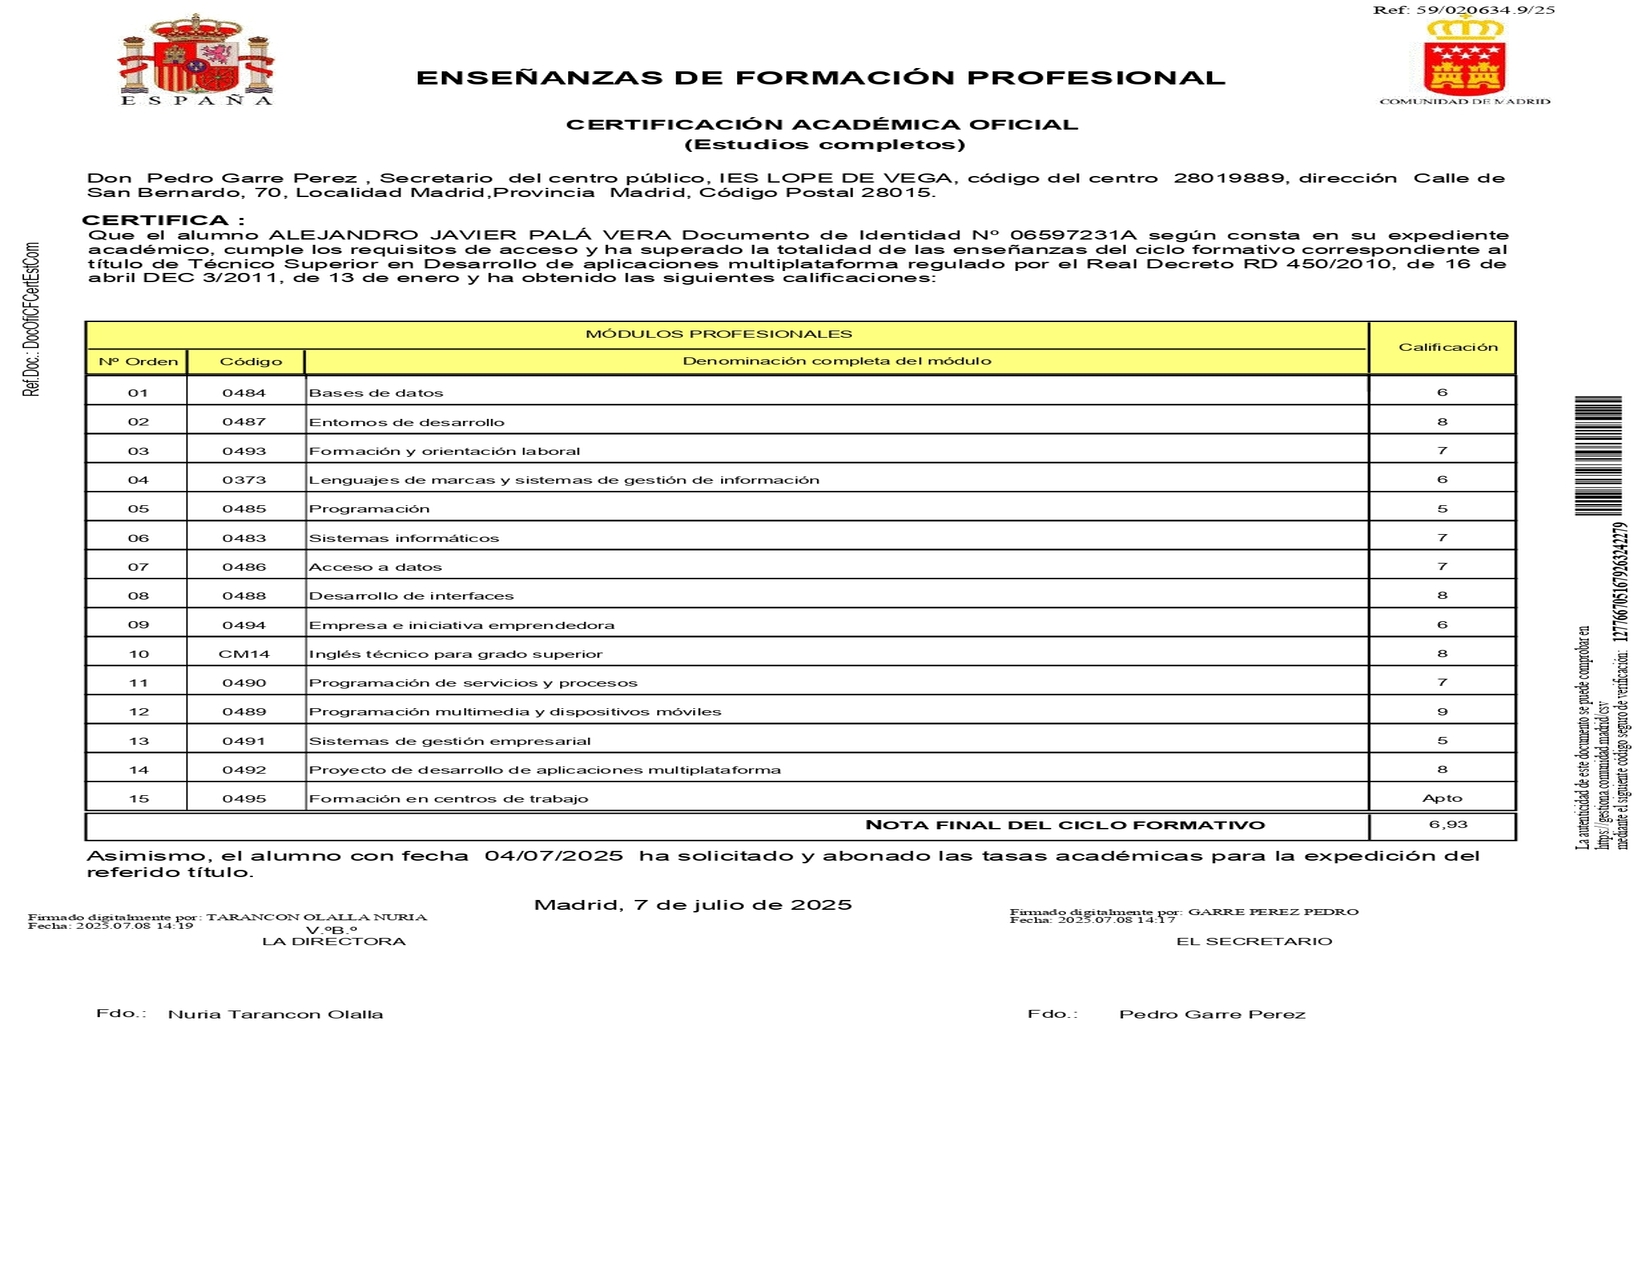 Ref: 59/020634.9/25
ESPAÑA
COMUNIDAD DE MADRID
ENSEÑANZAS DE FORMACIÓN PROFESIONAL
CERTIFICACIÓN ACADÉMICA OFICIAL
(Estudios completos)
Don Pedro Garre Perez , Secretario del centro público, IES LOPE DE VEGA, código del centro 28019889, dirección Calle de
San Bernardo, 70, Localidad Madrid,Provincia Madrid, Código Postal 28015.
CERTIFICA :
Que el alumno ALEJANDRO JAVIER PALÁ VERA Documento de Identidad Nº 06597231A según consta en su expediente
académico, cumple los requisitos de acceso y ha superado la totalidad de las enseñanzas del ciclo formativo correspondiente al
título de Técnico Superior en Desarrollo de aplicaciones multiplataforma regulado por el Real Decreto RD 450/2010, de 16 de
abril DEC 3/2011, de 13 de enero y ha obtenido las siguientes calificaciones:
MÓDULOS PROFESIONALES
Calificación
Nº Orden Código Denominación completa del módulo
01 0484 Bases de datos 6
02 0487 Entornos de desarrollo 8
03 0493 Formación y orientación laboral 7
04 0373 Lenguajes de marcas y sistemas de gestión de información 6
05 0485 Programación 5
06 0483 Sistemas informáticos 7
07 0486 Acceso a datos 7
08 0488 Desarrollo de interfaces 8
09 0494 Empresa e iniciativa emprendedora 6
10 CM14 Inglés técnico para grado superior 8
11 0490 Programación de servicios y procesos 7
12 0489 Programación multimedia y dispositivos móviles 9
13 0491 Sistemas de gestión empresarial 5
14 0492 Proyecto de desarrollo de aplicaciones multiplataforma 8
15 0495 Formación en centros de trabajo Apto
NOTA FINAL DEL CICLO FORMATIVO 6,93
Asimismo, el alumno con fecha 04/07/2025 ha solicitado y abonado las tasas académicas para la expedición del
referido título.
Madrid, 7 de julio de 2025
Firmado digitalmente por: TARANCON OLALLA NURIA
Fecha: 2025.07.08 14:19
V.ºB.º
LA DIRECTORA
Firmado digitalmente por: GARRE PEREZ PEDRO
Fecha: 2025.07.08 14:17
EL SECRETARIO
Fdo.: Nuria Tarancon Olalla
Fdo.: Pedro Garre Perez
Ref.Doc.: DocOfiCFCertEstCom
La autenticidad de este documento se puede comprobar en
https://gestiona.comunidad.madrid/csv
mediante el siguiente código seguro de verificación: 1277667051679263242279